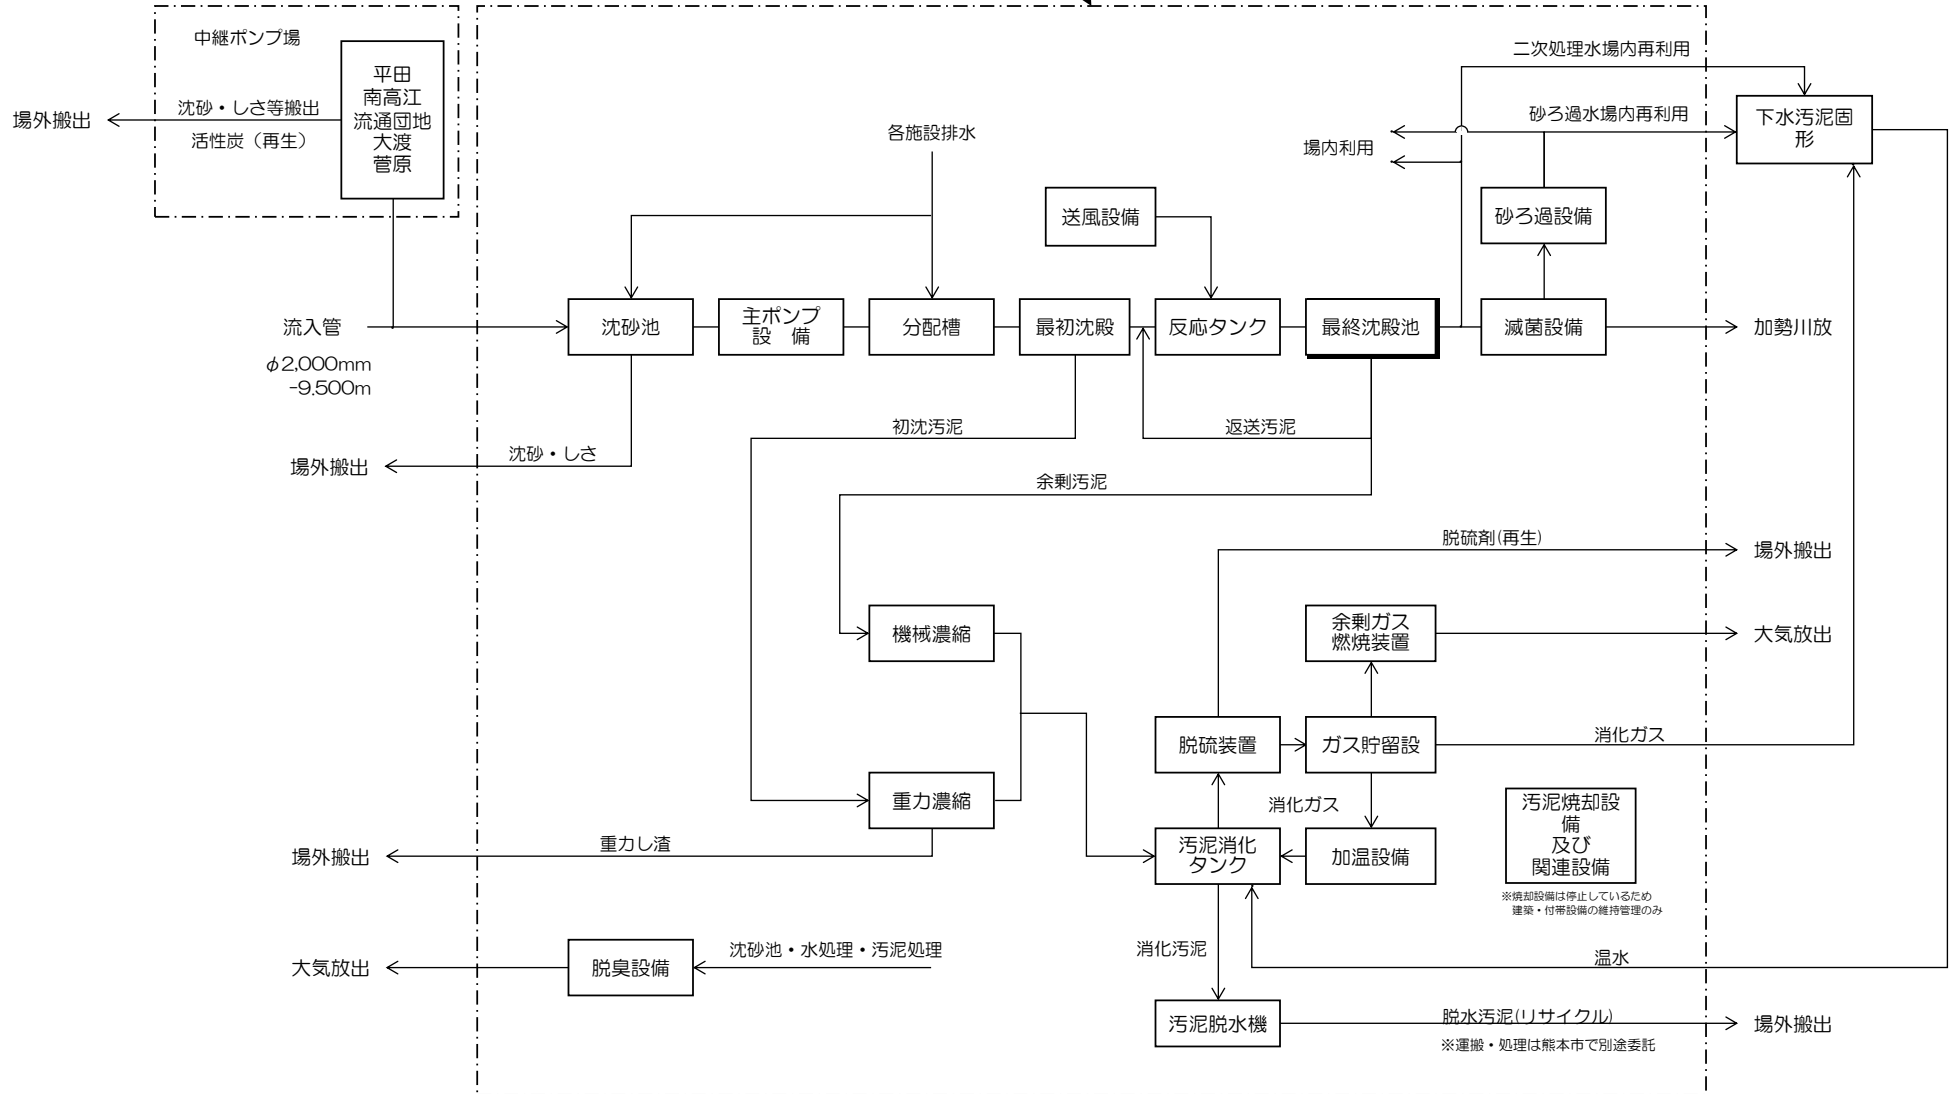 中継ポンプ場
平田
南高江
流通団地
大渡
菅原
場外搬出
沈砂・しさ等搬出
活性炭（再生）
二次処理水場内再利用
砂ろ過水場内再利用
下水汚泥固
形
各施設排水
場内利用
送風設備
砂ろ過設備
流入管
φ2,000mm
-9.500m
沈砂池
主ポンプ
設　備
分配槽
最初沈殿
反応タンク
最終沈殿池
滅菌設備
加勢川放
初沈汚泥
返送汚泥
場外搬出
沈砂・しさ
余剰汚泥
脱硫剤(再生)
場外搬出
機械濃縮
余剰ガス
燃焼装置
大気放出
脱硫装置
ガス貯留設
消化ガス
重力濃縮
消化ガス
汚泥焼却設
備
及び
関連設備
場外搬出
重力し渣
汚泥消化
タンク
加温設備
※焼却設備は停止しているため
建築・付帯設備の維持管理のみ
大気放出
脱臭設備
沈砂池・水処理・汚泥処理
消化汚泥
温水
汚泥脱水機
脱水汚泥(リサイクル)
場外搬出
※運搬・処理は熊本市で別途委託